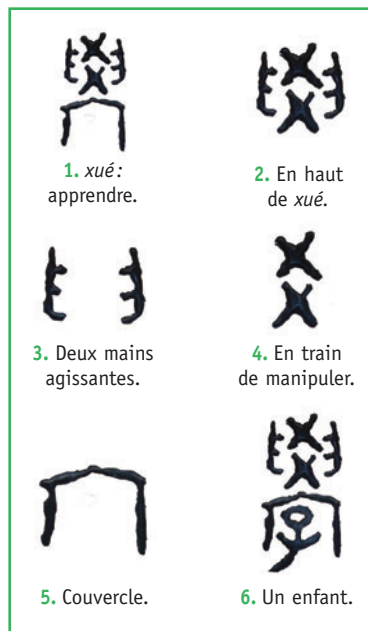 1. xué :
apprendre.
2. En haut
de xué.
3. Deux mains
agissantes.
4. En train
de manipuler.
5. Couvercle.
6. Un enfant.